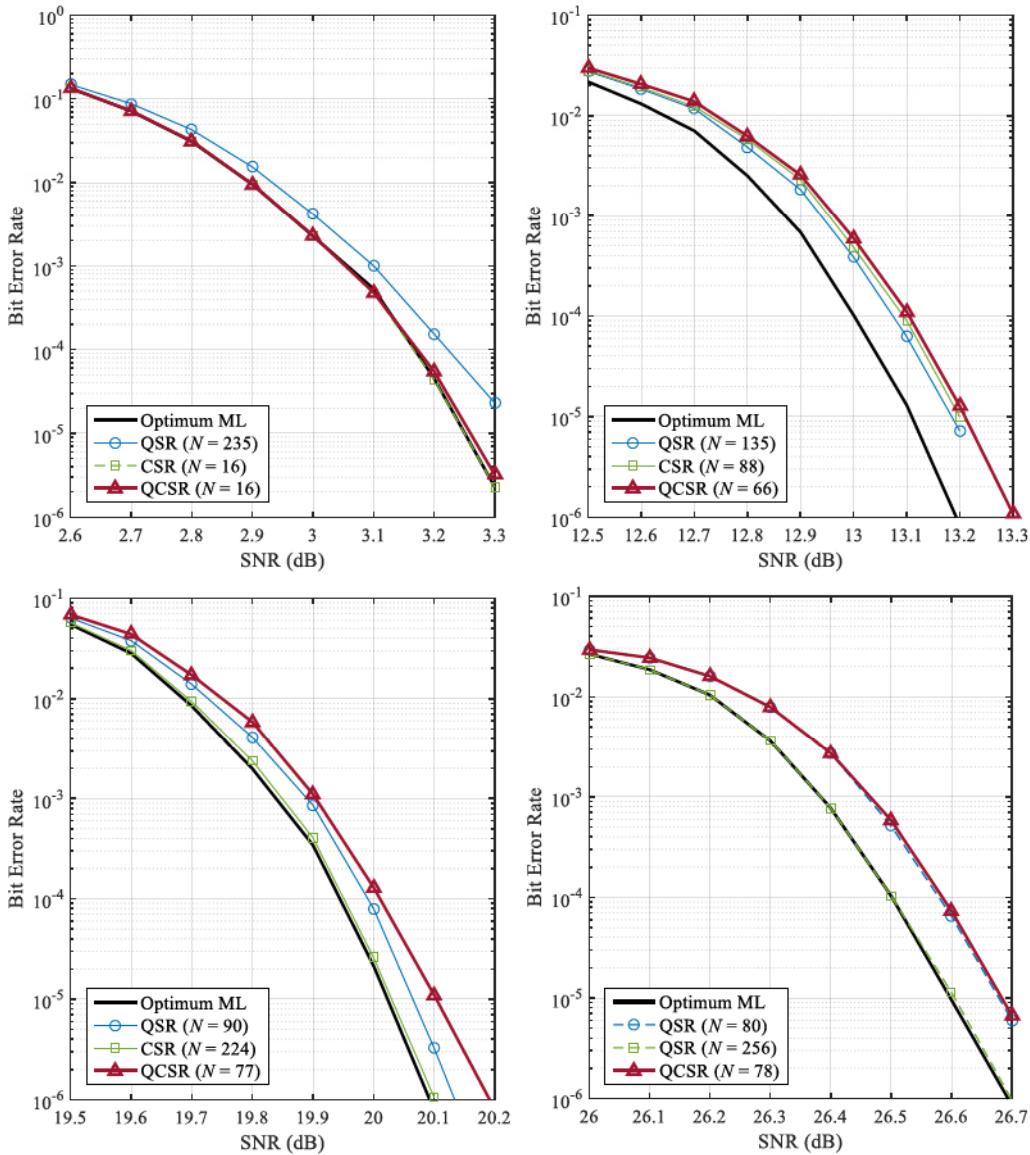 10^0
10^-1
10^-2
10^-3
10^-4
10^-5
10^-6
Bit Error Rate
Optimum ML
QSR (N = 235)
CSR (N = 16)
QCSR (N = 16)
2.6 2.7 2.8 2.9 3 3.1 3.2 3.3
SNR (dB)
10^-1
10^-2
10^-3
10^-4
10^-5
10^-6
Bit Error Rate
Optimum ML
QSR (N = 135)
CSR (N = 88)
QCSR (N = 66)
12.5 12.6 12.7 12.8 12.9 13 13.1 13.2 13.3
SNR (dB)
10^-1
10^-2
10^-3
10^-4
10^-5
10^-6
Bit Error Rate
Optimum ML
QSR (N = 90)
CSR (N = 224)
QCSR (N = 77)
19.5 19.6 19.7 19.8 19.9 20 20.1 20.2
SNR (dB)
10^-1
10^-2
10^-3
10^-4
10^-5
10^-6
Bit Error Rate
Optimum ML
QSR (N = 80)
QSR (N = 256)
QCSR (N = 78)
26 26.1 26.2 26.3 26.4 26.5 26.6 26.7
SNR (dB)